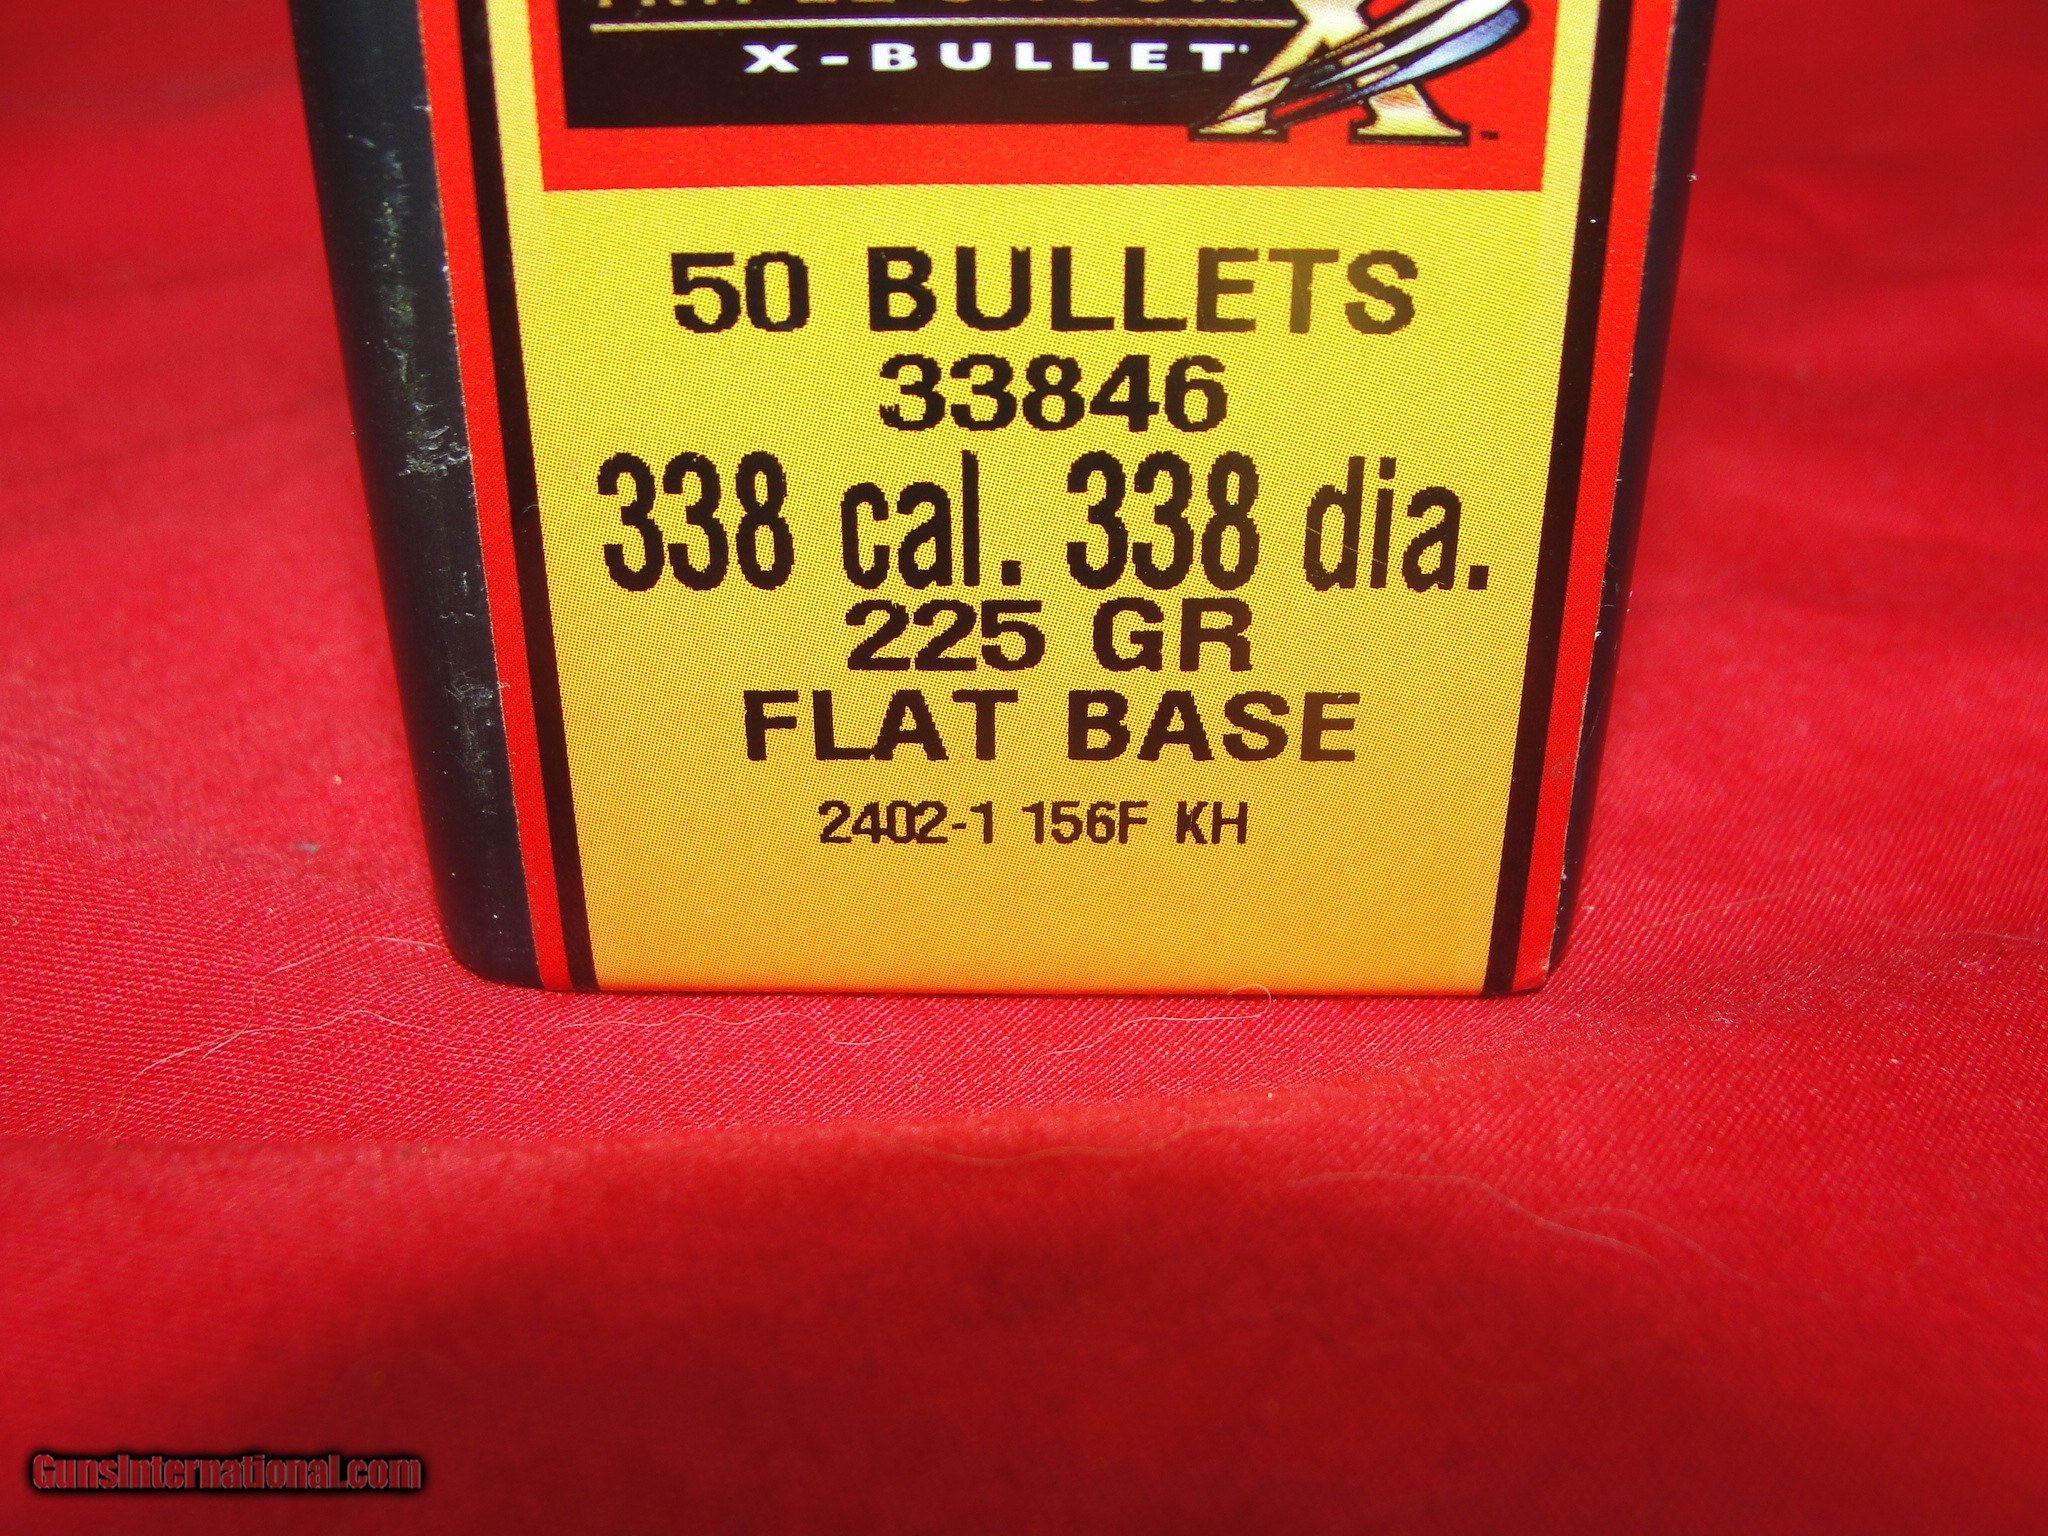 X-BULLET
50 BULLETS
33846
338 cal. 338 dia.
225 GR
FLAT BASE
2402-1 156F KH
GunsInternational.com